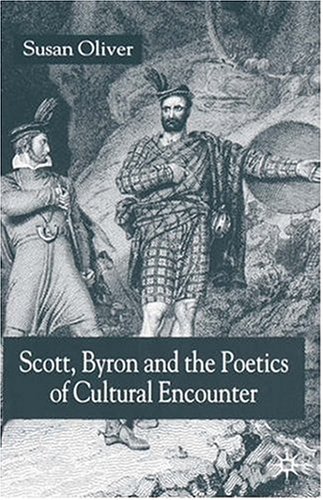 Susan Oliver
Scott, Byron and the Poetics
of Cultural Encounter